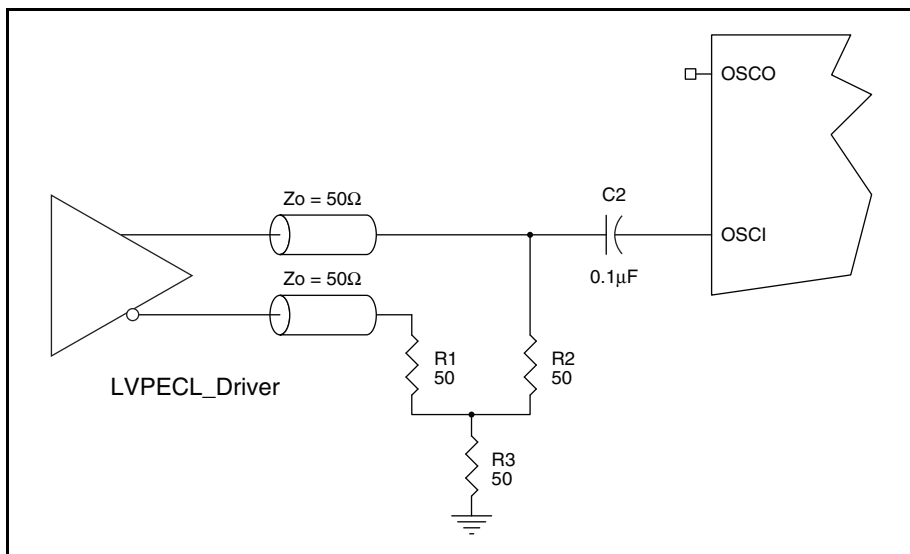 OSCO
Zo = 50Ω
C2
OSCI
0.1μF
Zo = 50Ω
R1
50
R2
50
LVPECL_Driver
R3
50